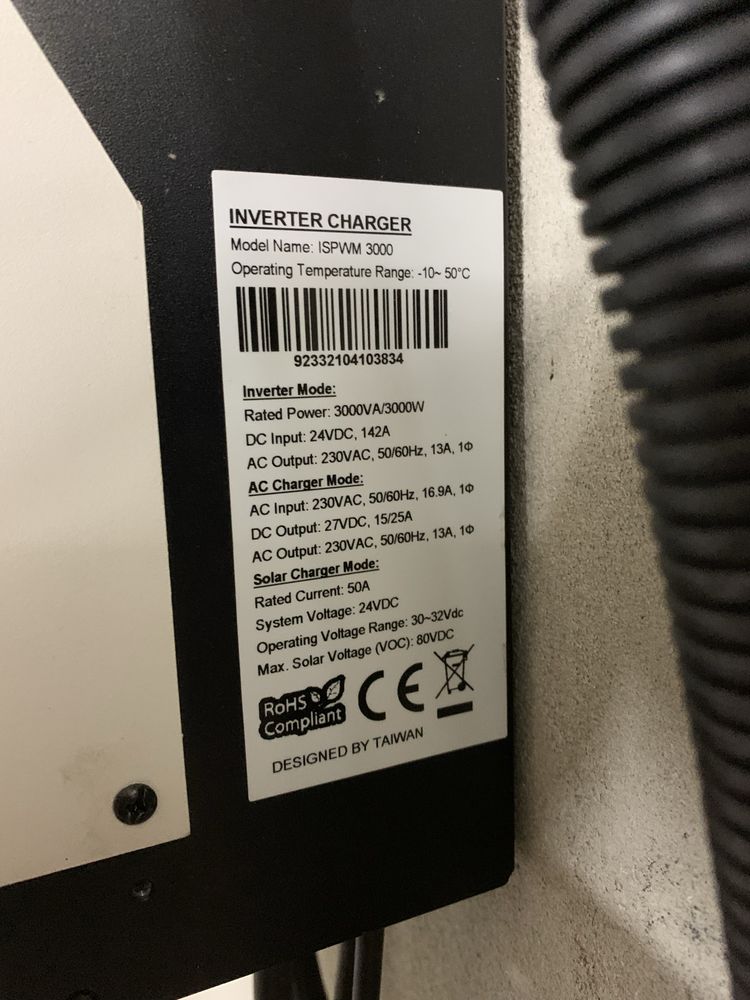 INVERTER CHARGER
Model Name: ISPWM 3000
Operating Temperature Range: -10~ 50°C
92332104103834
Inverter Mode:
Rated Power: 3000VA/3000W
DC Input: 24VDC, 142A
AC Output: 230VAC, 50/60Hz, 13A, 1Φ
AC Charger Mode:
AC Input: 230VAC, 50/60Hz, 16.9A, 1Φ
DC Output: 27VDC, 15/25A
AC Output: 230VAC, 50/60Hz, 13A, 1Φ
Solar Charger Mode:
Rated Current: 50A
System Voltage: 24VDC
Operating Voltage Range: 30~32Vdc
Max. Solar Voltage (VOC): 80VDC
RoHS
Compliant
CE
DESIGNED BY TAIWAN